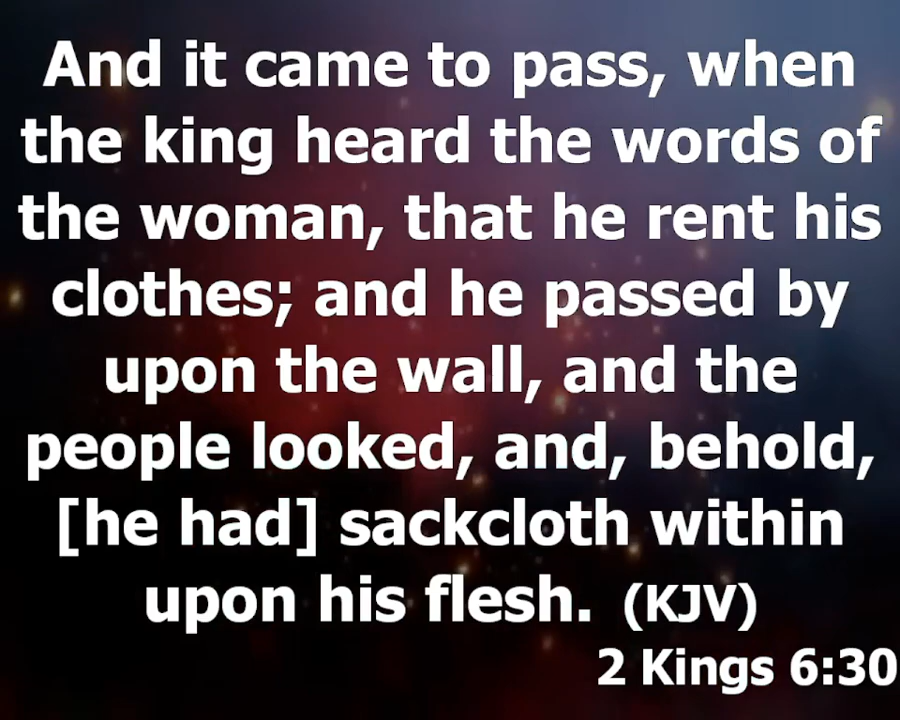 And it came to pass, when
the king heard the words of
the woman, that he rent his
clothes; and he passed by
upon the wall, and the
people looked, and, behold,
[he had] sackcloth within
upon his flesh. (KJV)
2 Kings 6:30